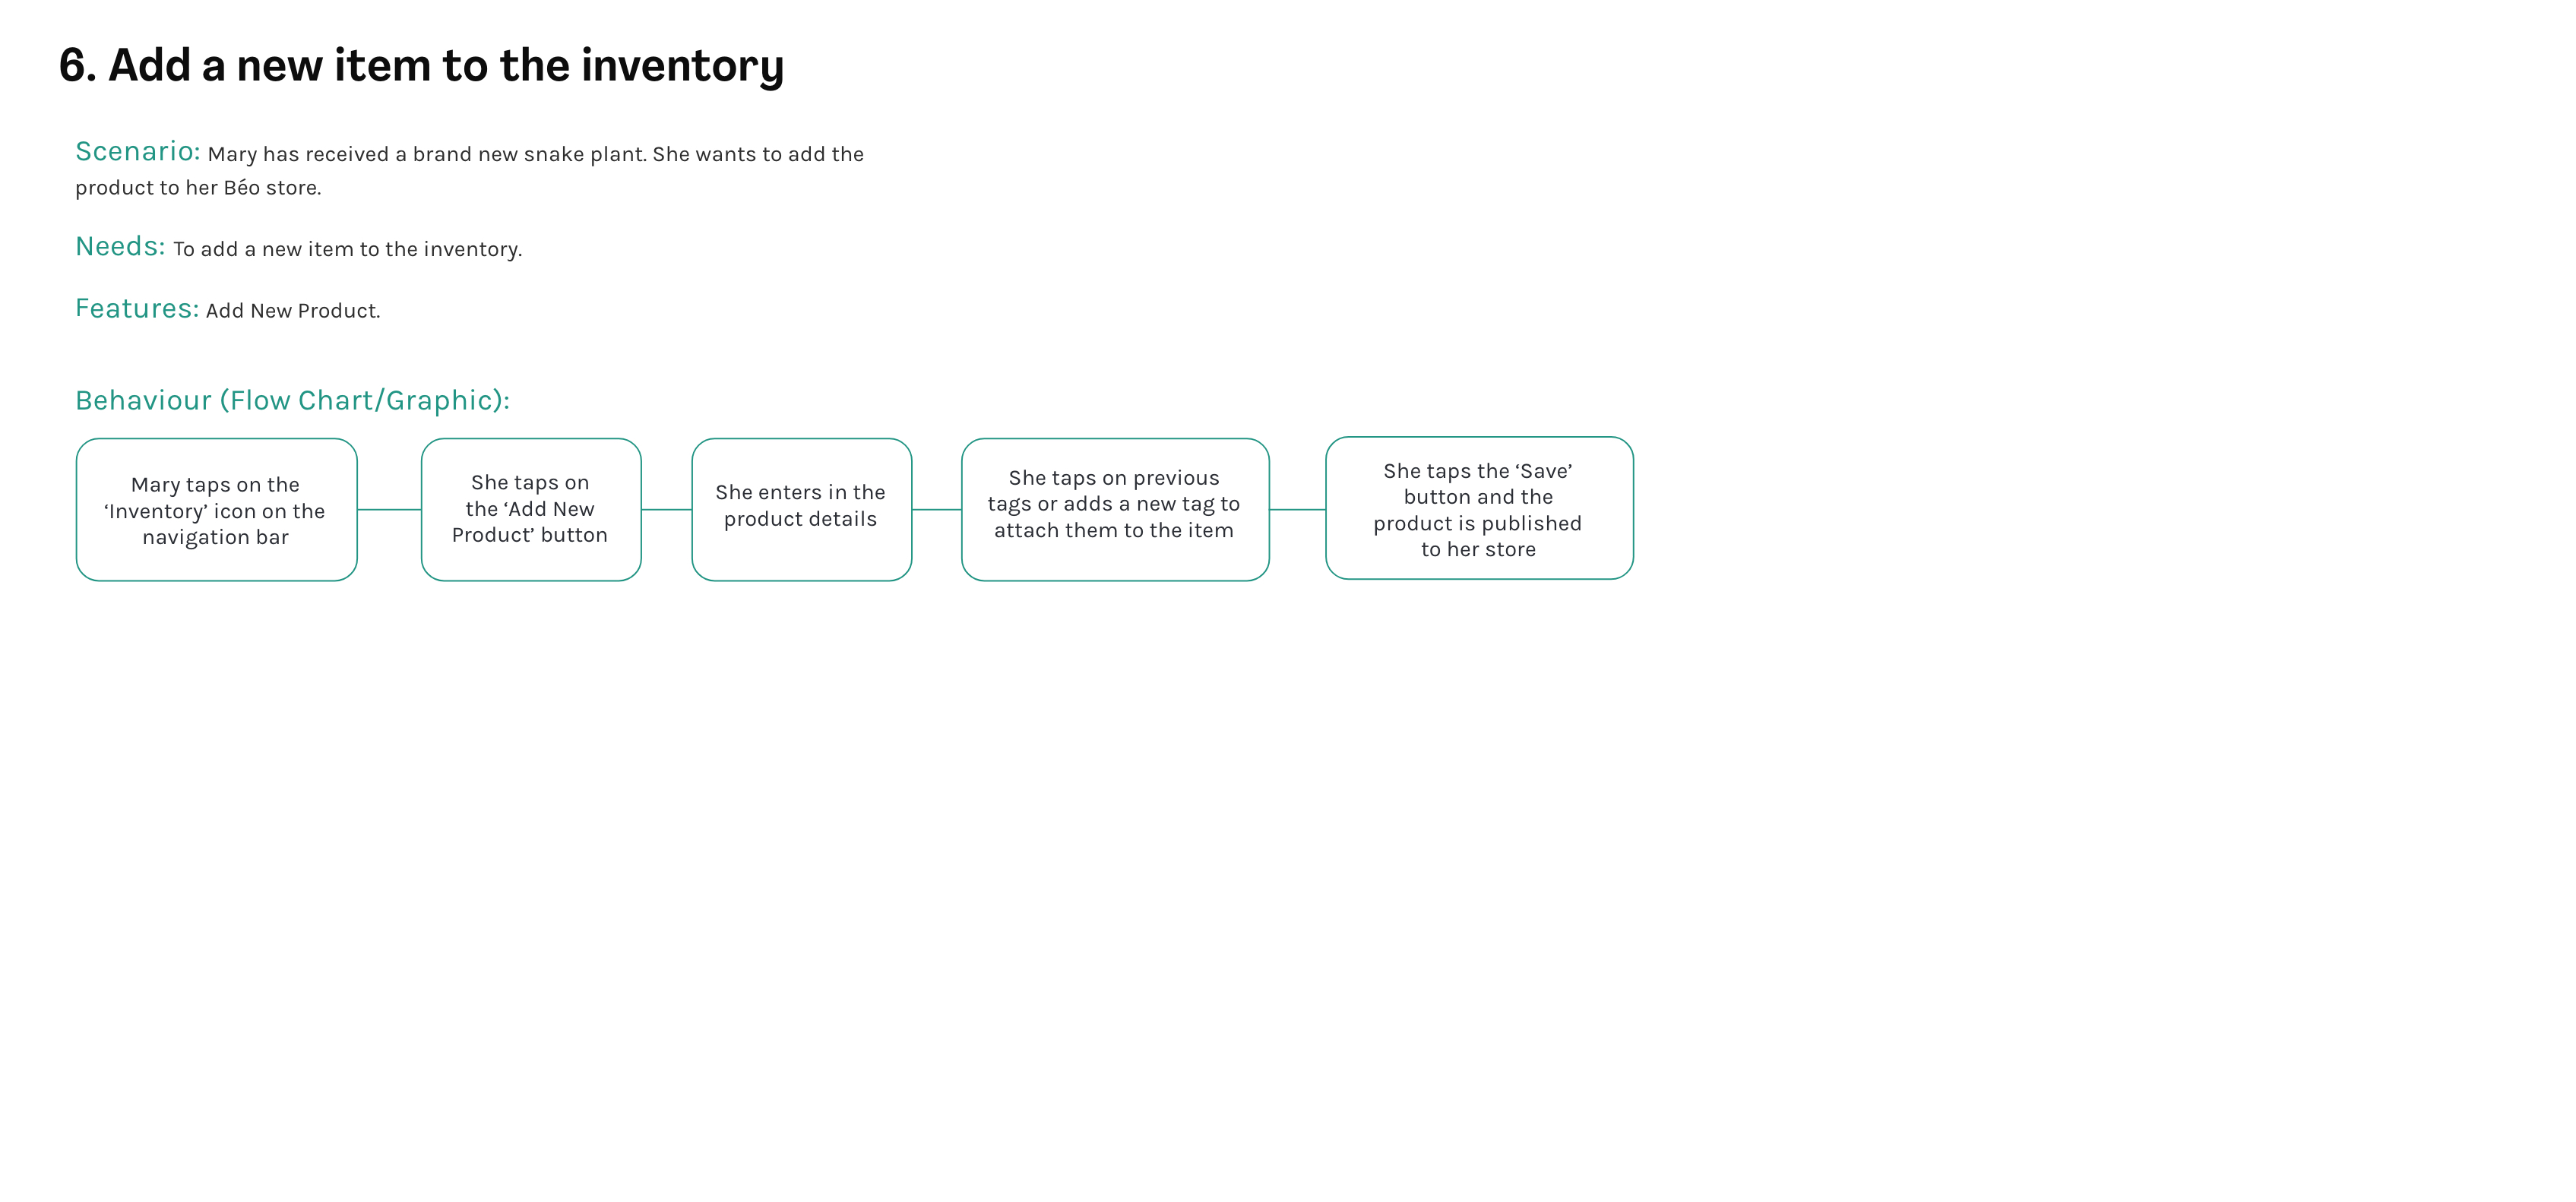 6. Add a new item to the inventory
Scenario: Mary has received a brand new snake plant. She wants to add the
product to her Béo store.
Needs: To add a new item to the inventory.
Features: Add New Product.
Behaviour (Flow Chart/Graphic):
Mary taps on the
‘Inventory’ icon on the
navigation bar
She taps on
the ‘Add New
Product’ button
She enters in the
product details
She taps on previous
tags or adds a new tag to
attach them to the item
She taps the ‘Save’
button and the
product is published
to her store